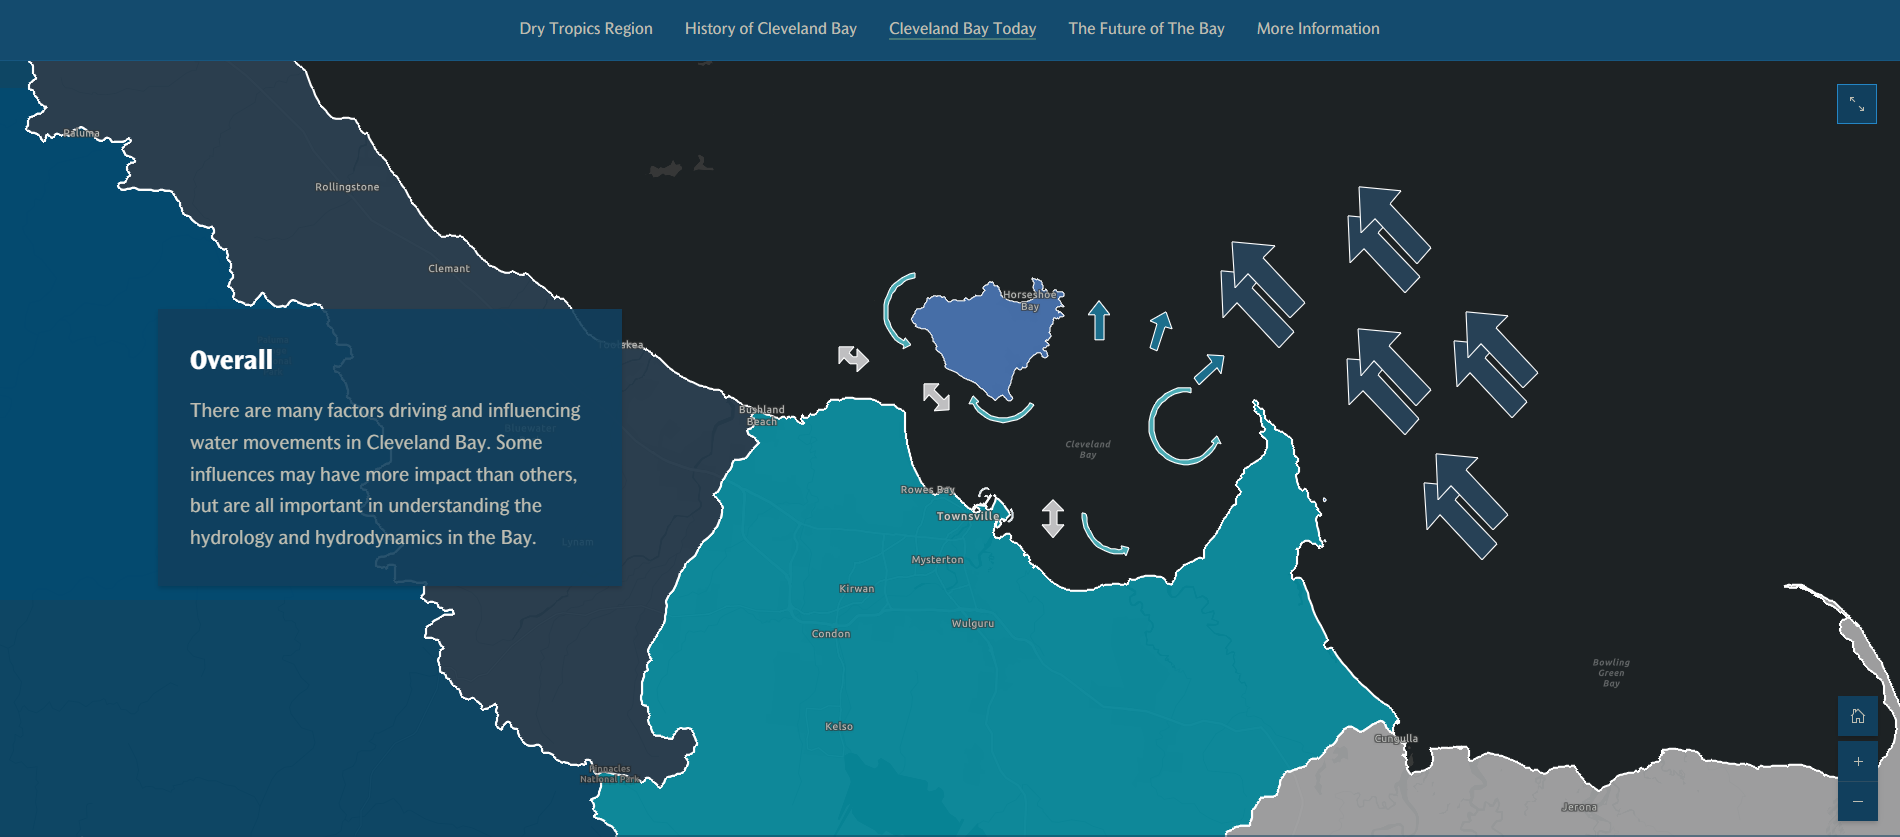 Dry Tropics Region
History of Cleveland Bay
Cleveland Bay Today
The Future of The Bay
More Information
Paluma
Rollingstone
Clemant
Horseshoe
Bay
Overall
There are many factors driving and influencing
water movements in Cleveland Bay. Some
influences may have more impact than others,
but are all important in understanding the
hydrology and hydrodynamics in the Bay.
Bluewater
Lynam
Bushland
Beach
Cleveland
Bay
Rowes Bay
Townsville
Mysterton
Kirwan
Wulguru
Condon
Bowling
Green
Bay
Kelso
Cungulla
Pinnacles
National Park
Jerona